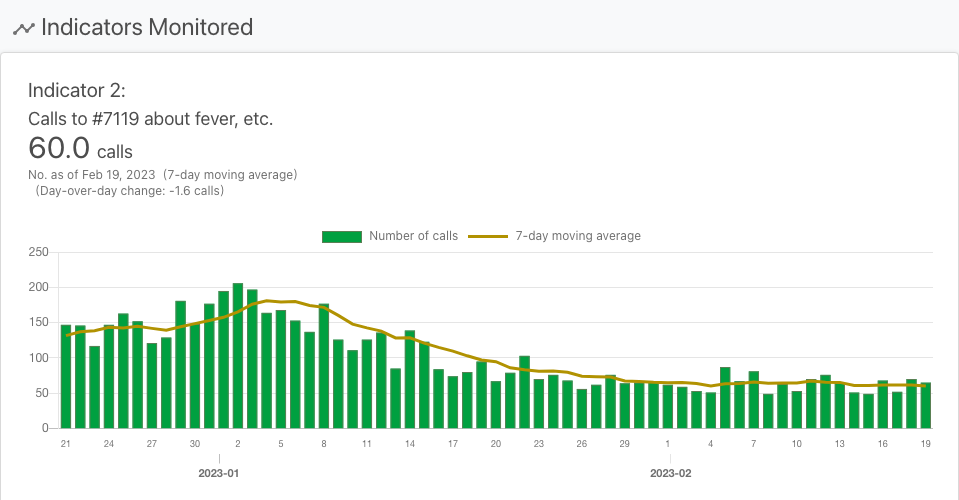 Indicators Monitored
Indicator 2:
Calls to #7119 about fever, etc.
60.0 calls
No. as of Feb 19, 2023 (7-day moving average)
(Day-over-day change: -1.6 calls)
Number of calls 7-day moving average
250
200
150
100
50
0
21 24 27 30 2 5 8 11 14 17 20 23 26 29 1 4 7 10 13 16 19
2023-01 2023-02